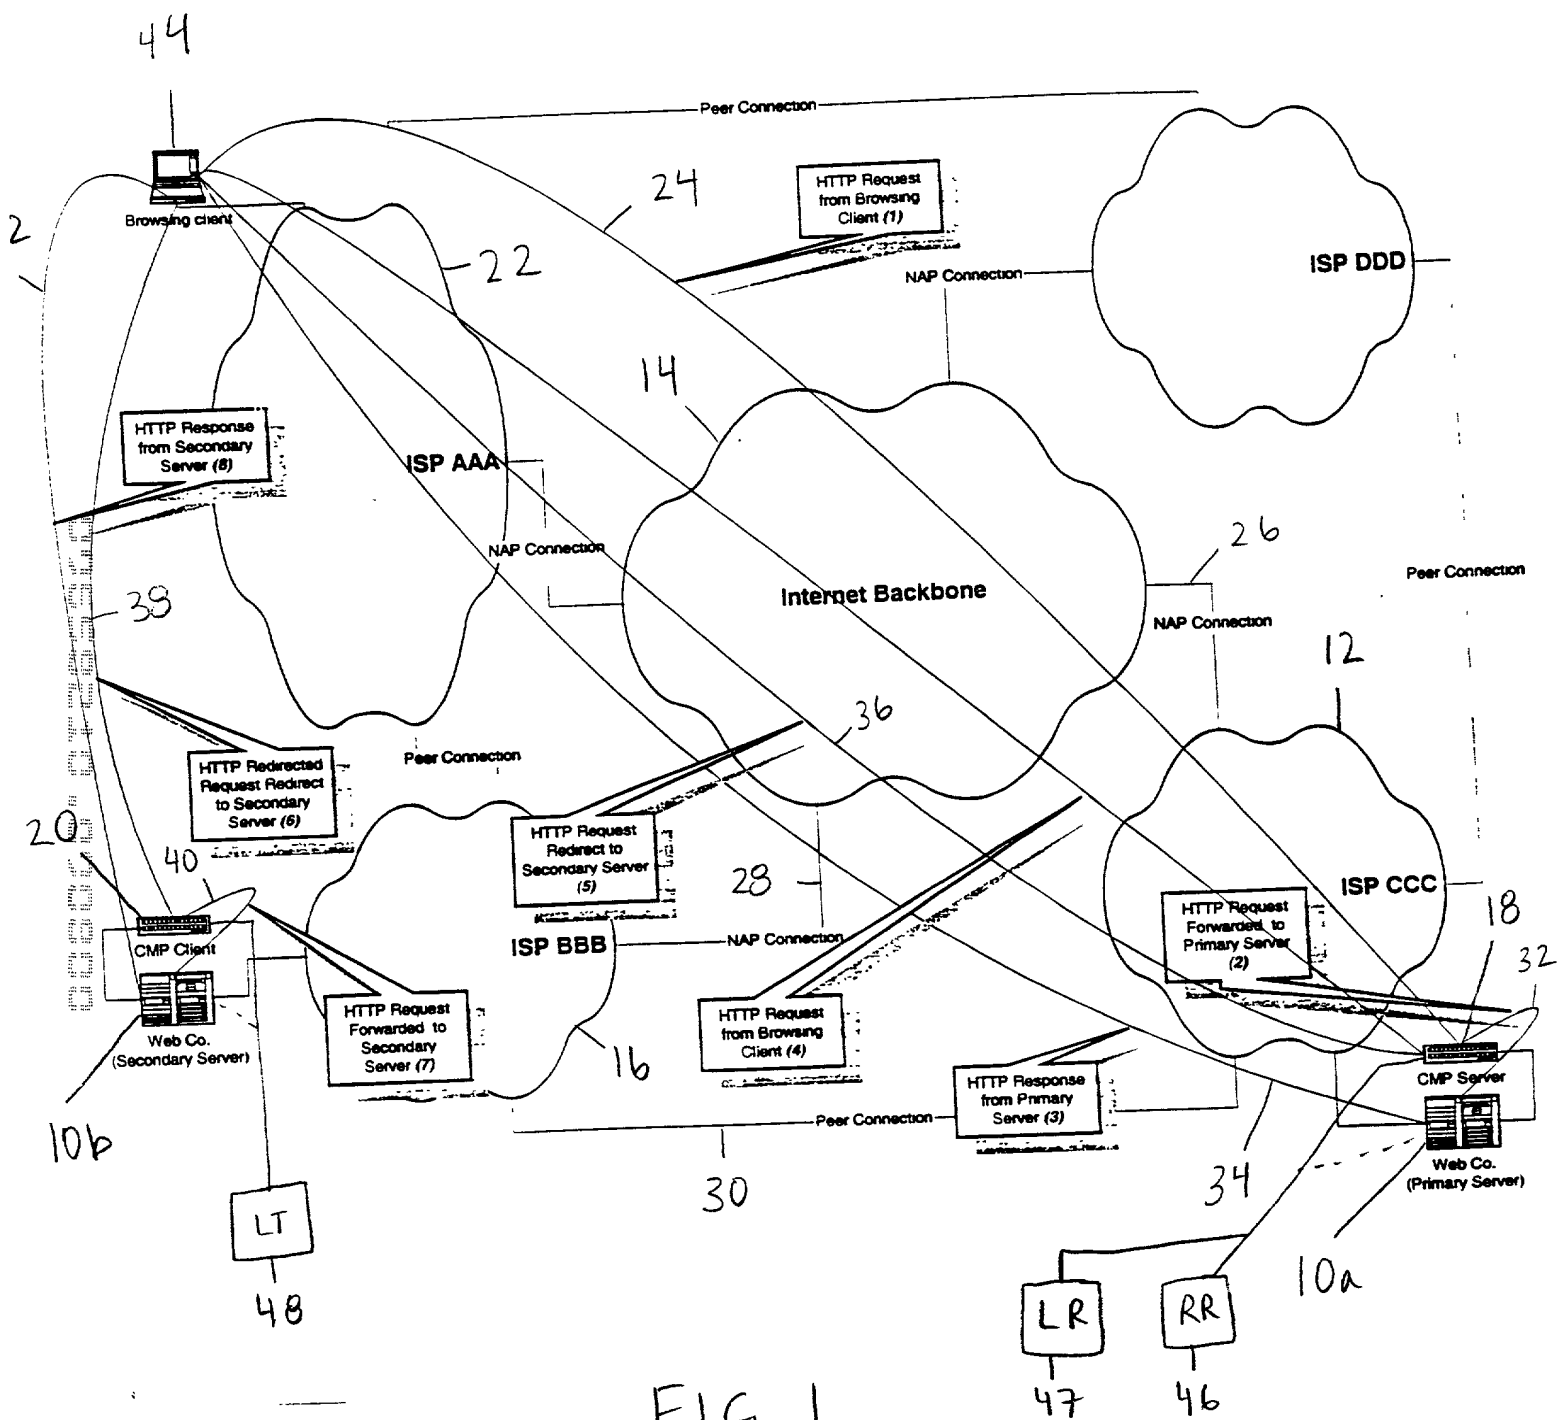 44
Peer Connection
HTTP Request
from Browsing
Client (1)
24
2
Browsing client
22
NAP Connection
ISP DDD
14
HTTP Response
from Secondary
Server (8)
ISP AAA
NAP Connection
26
Internet Backbone
Peer Connection
38
NAP Connection
12
36
Peer Connection
HTTP Redirected
Request Redirect
to Secondary
Server (6)
20
40
HTTP Request
Redirect to
Secondary Server
(5)
28
ISP CCC
HTTP Request
Forwarded to
Primary Server
(2)
18
32
CMP Client
ISP BBB
NAP Connection
HTTP Request
Forwarded to
Secondary
Server (7)
HTTP Request
from Browsing
Client (4)
Web Co.
(Secondary Server)
16
HTTP Response
from Primary
Server (3)
CMP Server
10b
Peer Connection
Web Co.
(Primary Server)
30
34
LT
48
10a
LR
RR
47
46
FIG 1